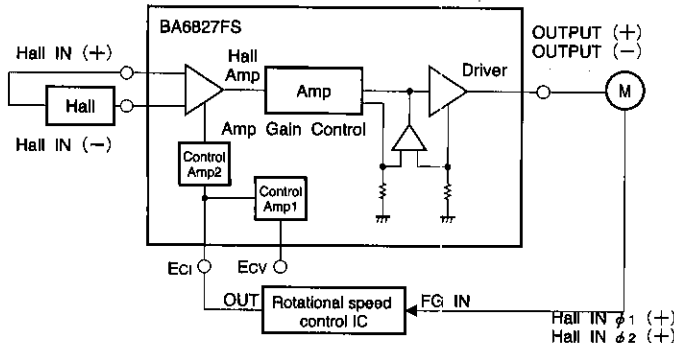 BA6827FS
OUTPUT (+)
OUTPUT (−)
Hall IN (+)
Hall
Amp
Driver
Hall
Amp
M
Hall IN (−)
Amp Gain Control
Control
Amp2
Control
Amp1
ECI
ECV
OUT
Rotational speed
control IC
FG IN
Hall IN ϕ1 (+)
Hall IN ϕ2 (+)